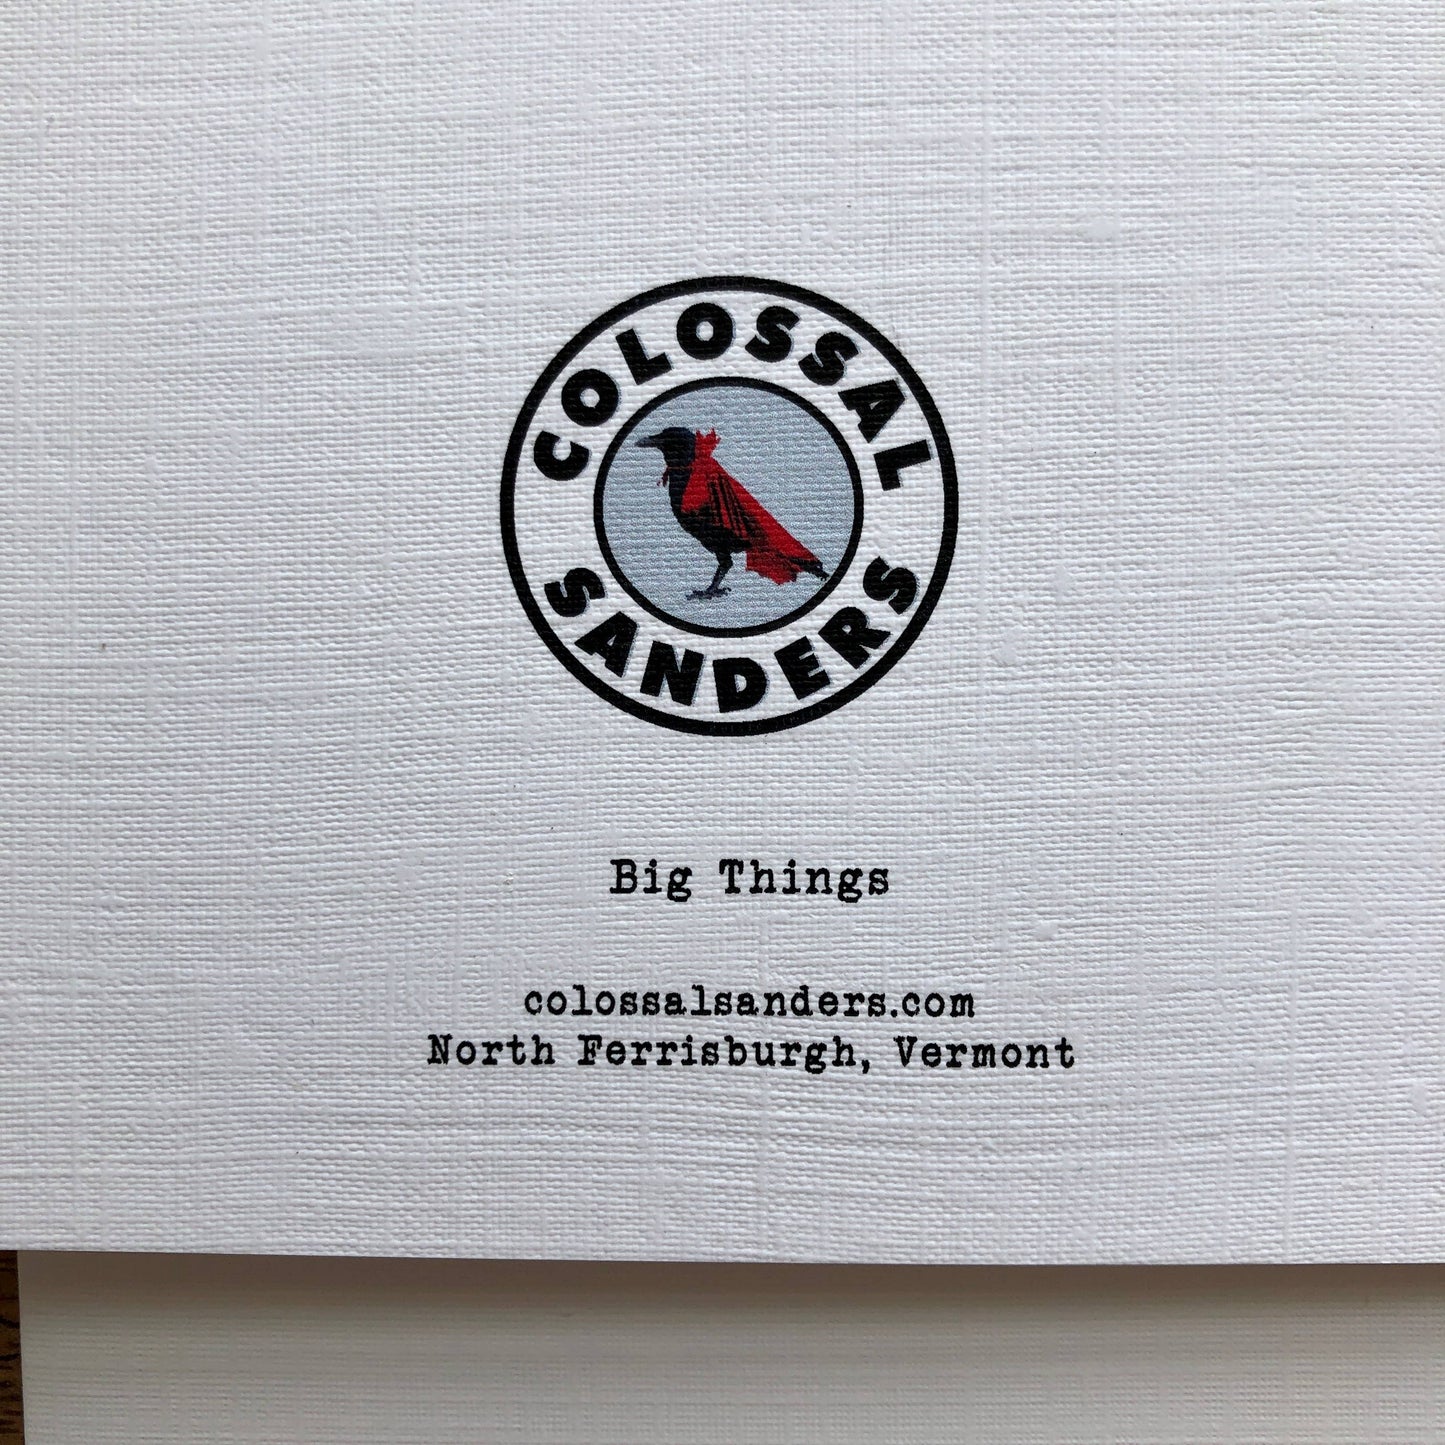 COLOSSAL
SANDERS
Big Things
colossalsanders.com
North Ferrisburgh, Vermont